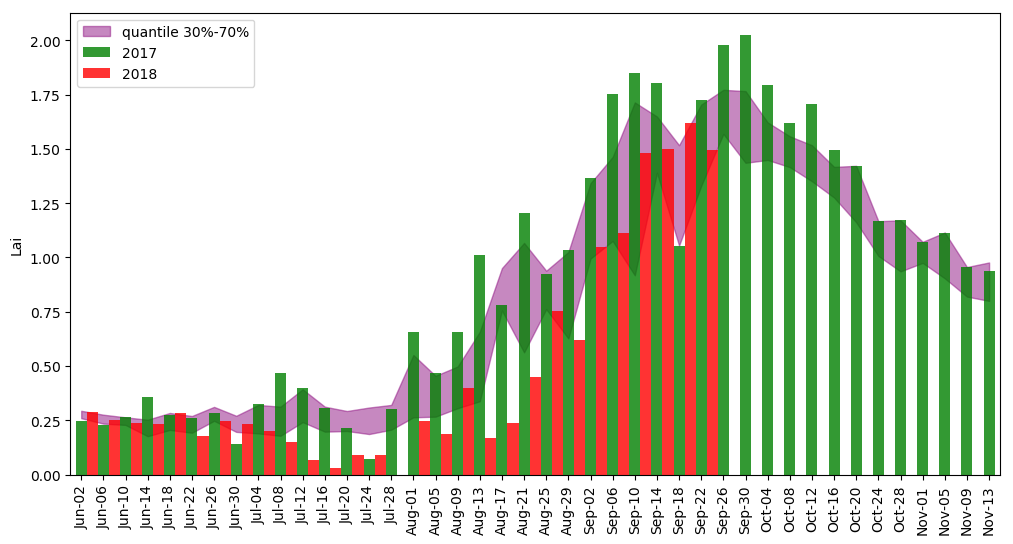 quantile 30%-70%
2017
2018
Lai
2.00
1.75
1.50
1.25
1.00
0.75
0.50
0.25
0.00
Jun-02
Jun-06
Jun-10
Jun-14
Jun-18
Jun-22
Jun-26
Jun-30
Jul-04
Jul-08
Jul-12
Jul-16
Jul-20
Jul-24
Jul-28
Aug-01
Aug-05
Aug-09
Aug-13
Aug-17
Aug-21
Aug-25
Aug-29
Sep-02
Sep-06
Sep-10
Sep-14
Sep-18
Sep-22
Sep-26
Sep-30
Oct-04
Oct-08
Oct-12
Oct-16
Oct-20
Oct-24
Oct-28
Nov-01
Nov-05
Nov-09
Nov-13